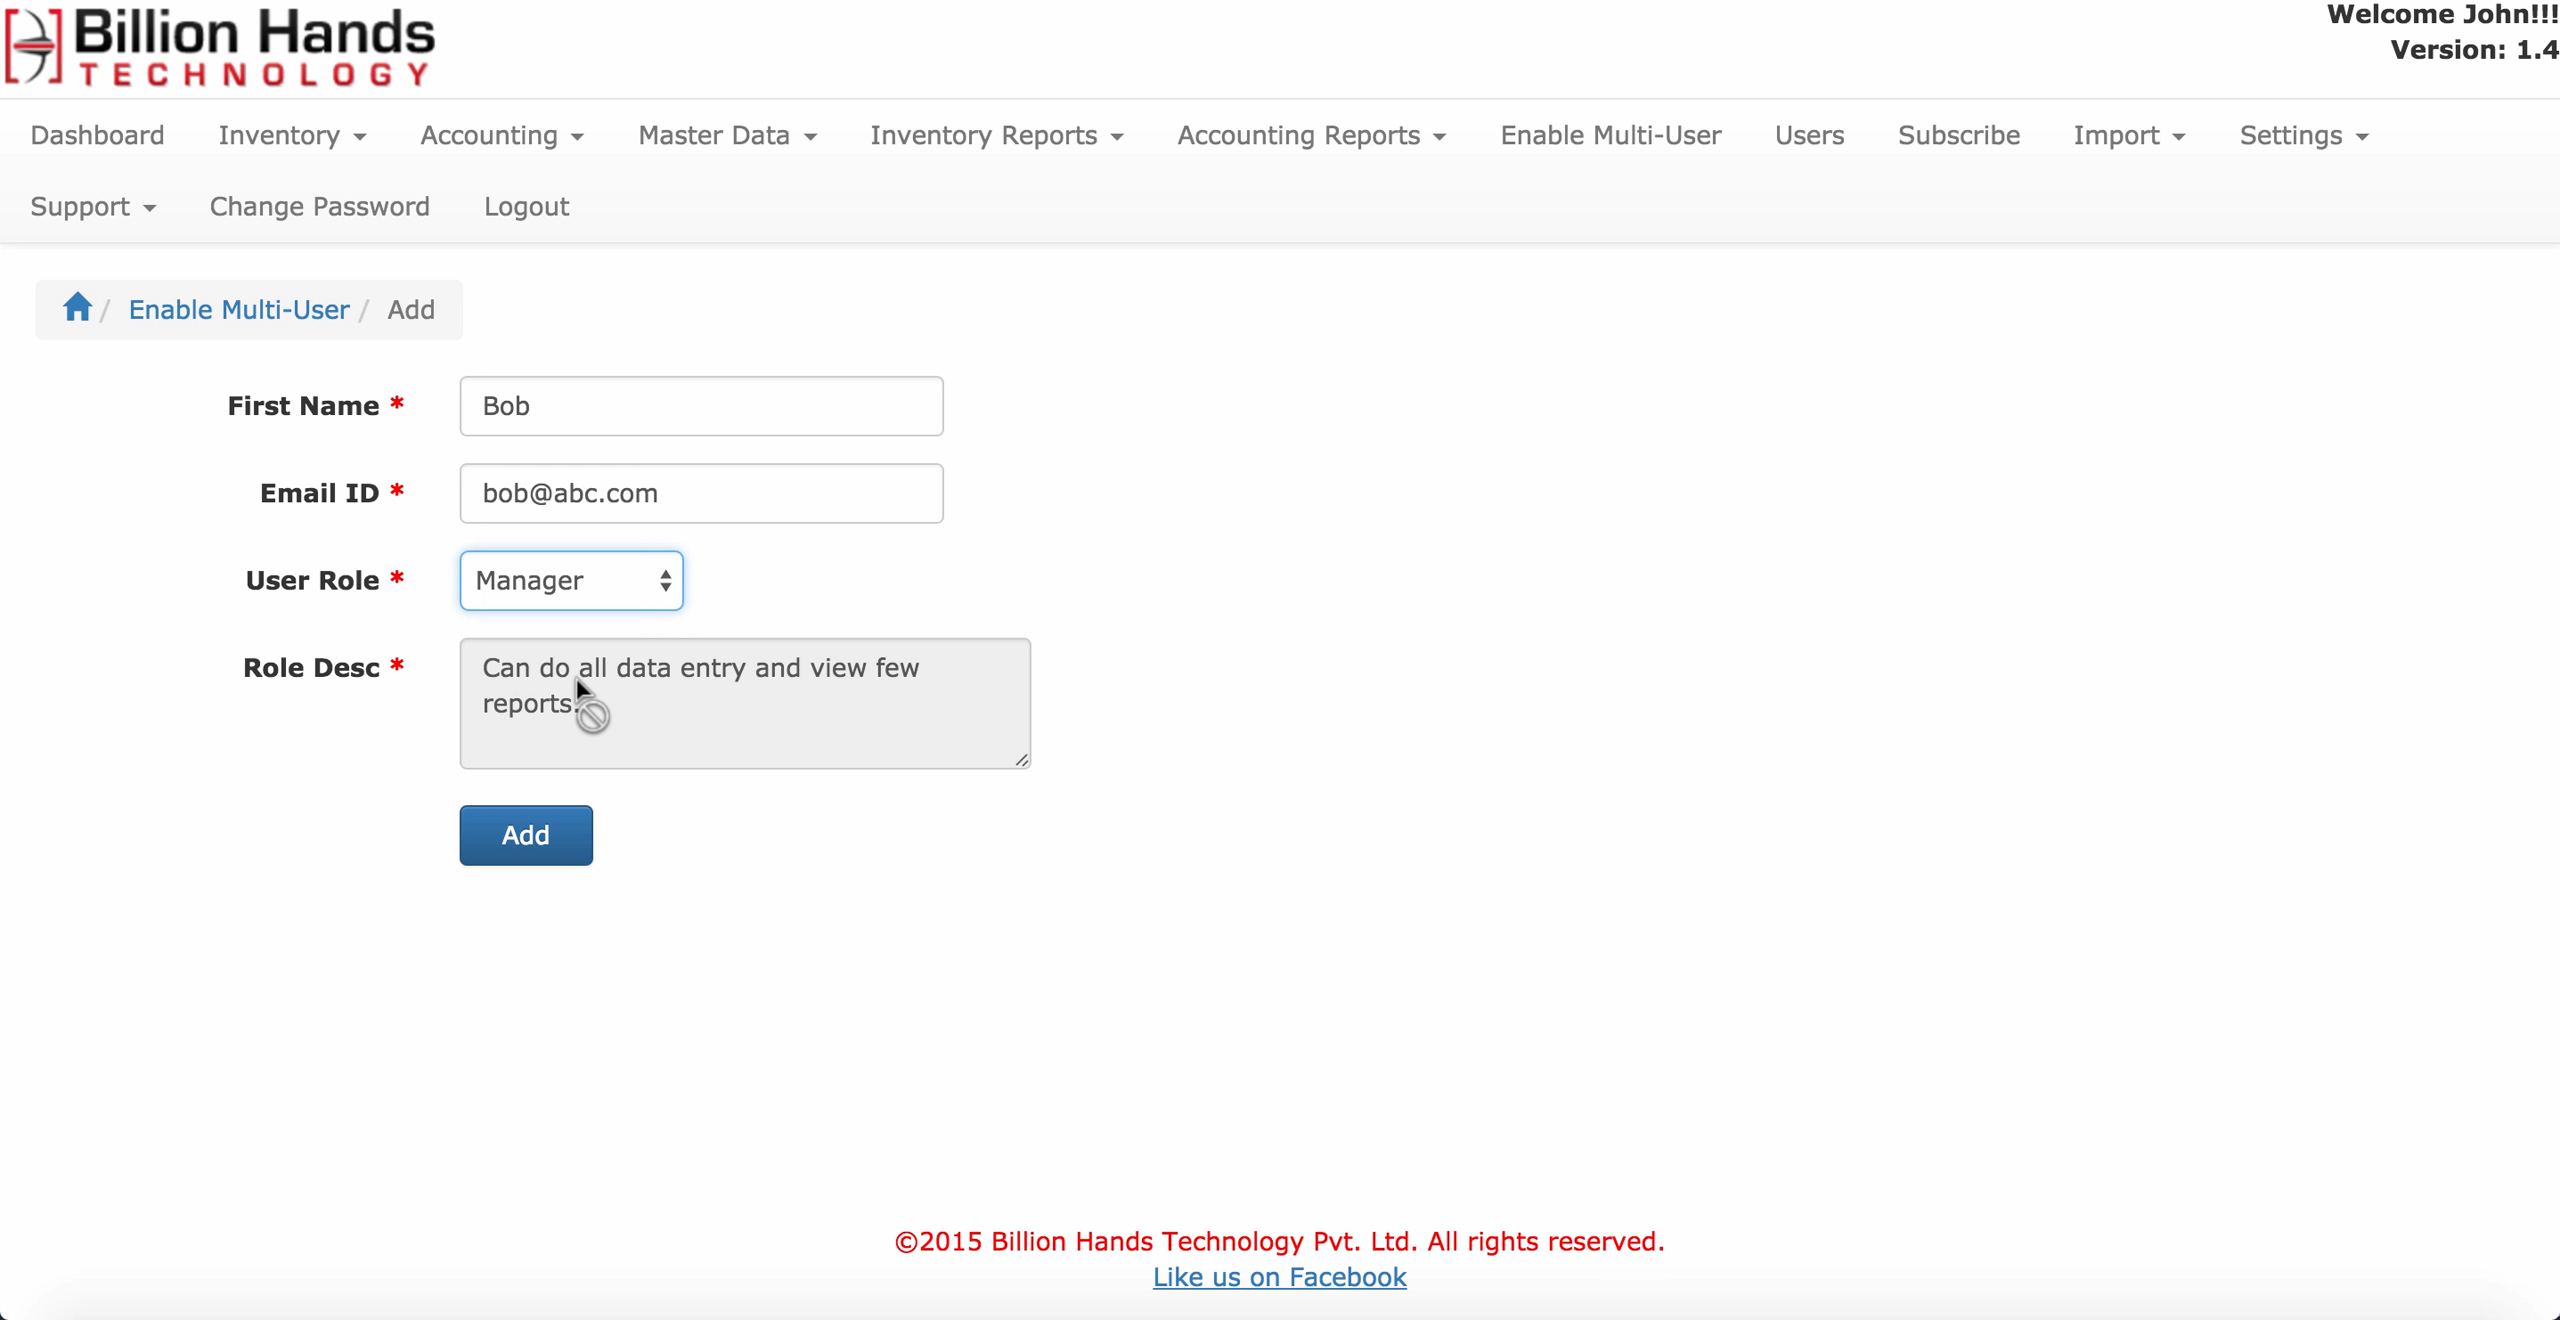 Billion Hands
TECHNOLOGY
Welcome John!!!
Version: 1.4
Dashboard Inventory Accounting Master Data Inventory Reports Accounting Reports Enable Multi-User Users Subscribe Import Settings
Support Change Password Logout
/ Enable Multi-User / Add
First Name * Bob
Email ID * bob@abc.com
User Role * Manager
Role Desc * Can do all data entry and view few
reports.
Add
©2015 Billion Hands Technology Pvt. Ltd. All rights reserved.
Like us on Facebook